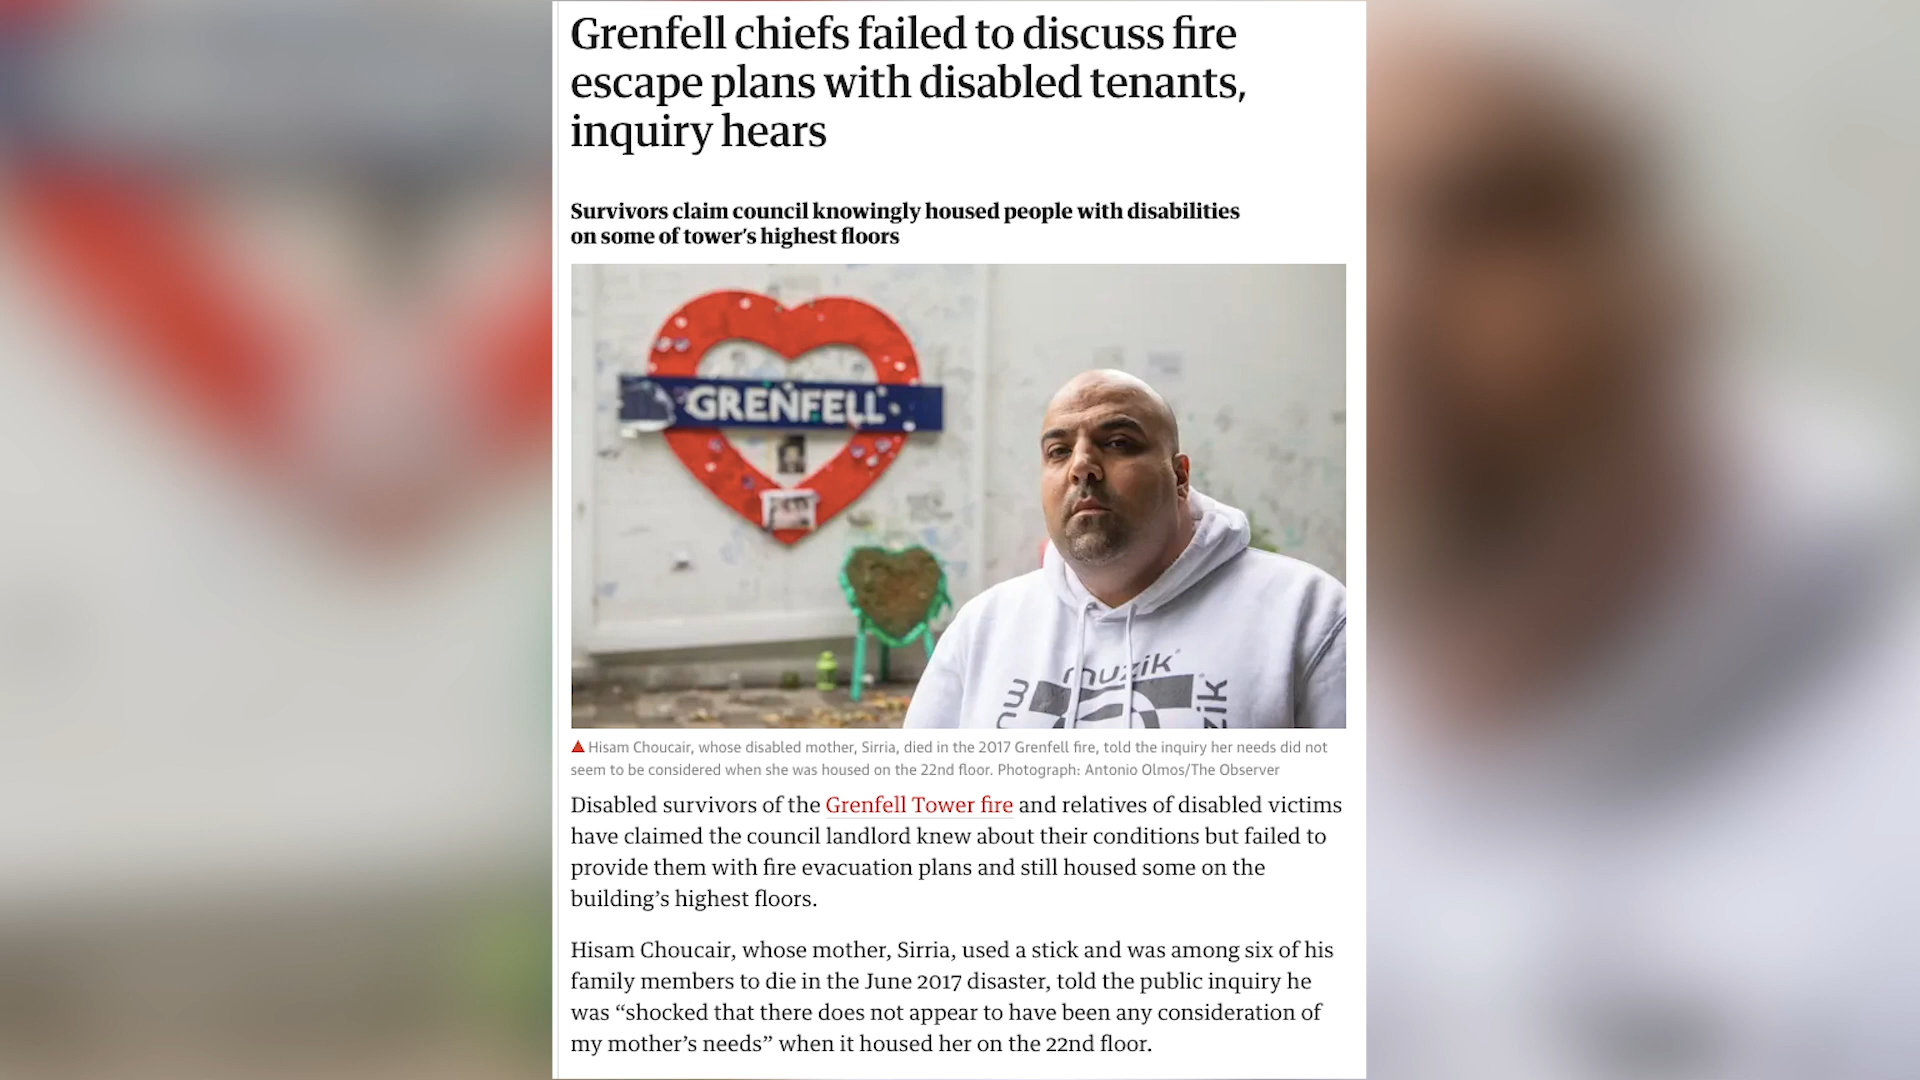 Grenfell chiefs failed to discuss fire
escape plans with disabled tenants,
inquiry hears
Survivors claim council knowingly housed people with disabilities
on some of tower’s highest floors
GRENFELL
muzik
zik
Hisam Choucair, whose disabled mother, Sirria, died in the 2017 Grenfell fire, told the inquiry her needs did not
seem to be considered when she was housed on the 22nd floor. Photograph: Antonio Olmos/The Observer
Disabled survivors of the Grenfell Tower fire and relatives of disabled victims
have claimed the council landlord knew about their conditions but failed to
provide them with fire evacuation plans and still housed some on the
building’s highest floors.
Hisam Choucair, whose mother, Sirria, used a stick and was among six of his
family members to die in the June 2017 disaster, told the public inquiry he
was “shocked that there does not appear to have been any consideration of
my mother’s needs” when it housed her on the 22nd floor.